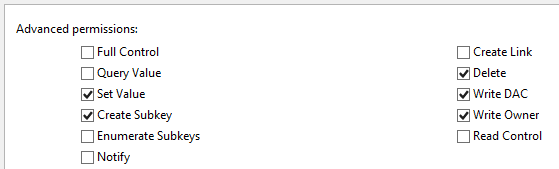 Advanced permissions:
Full Control
Query Value
Set Value
Create Subkey
Enumerate Subkeys
Notify
Create Link
Delete
Write DAC
Write Owner
Read Control